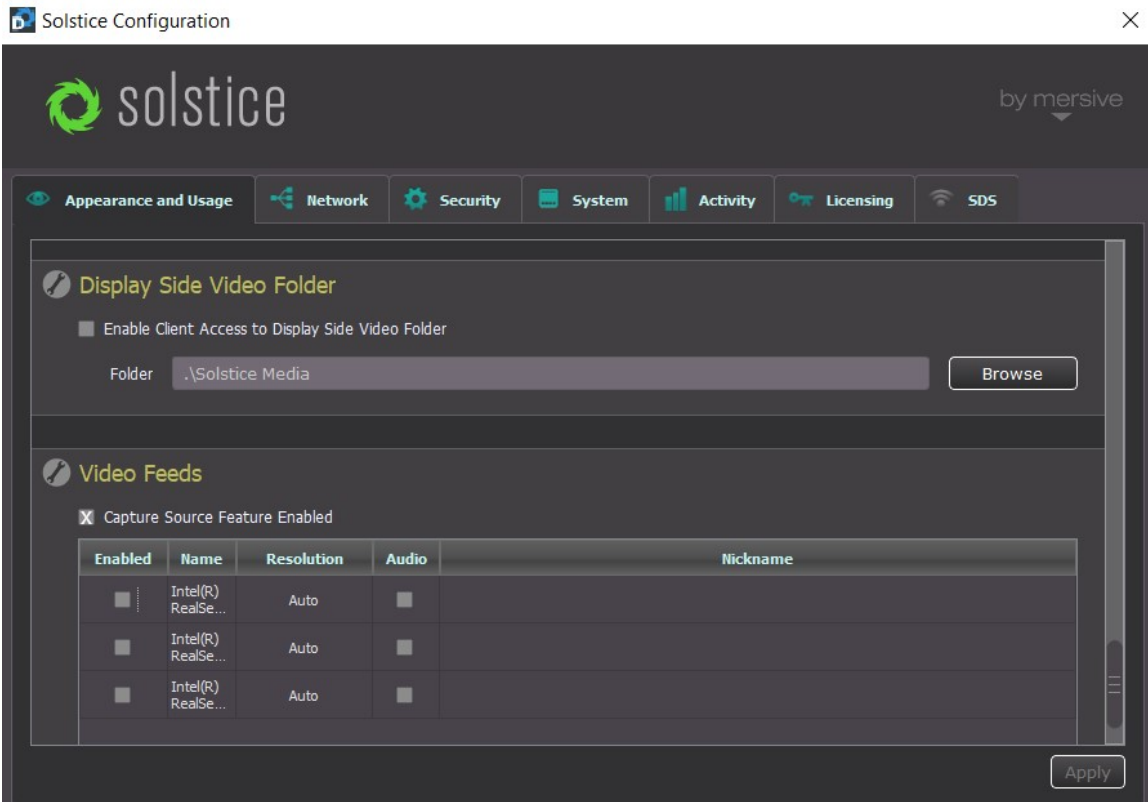 Solstice Configuration
solstice
by mersive
Appearance and Usage Network Security System Activity Licensing SDS
Display Side Video Folder
Enable Client Access to Display Side Video Folder
Folder .\Solstice Media Browse
Video Feeds
X Capture Source Feature Enabled
Enabled Name Resolution Audio Nickname
Intel(R)
RealSe... Auto
Intel(R)
RealSe... Auto
Intel(R)
RealSe... Auto
Apply